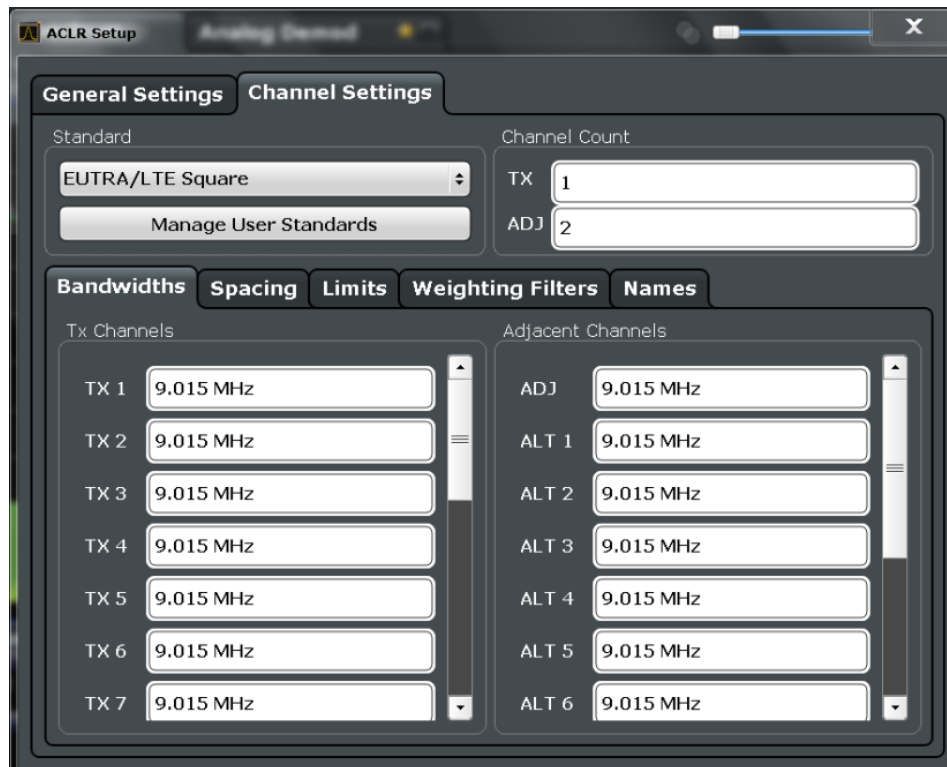 ACLR Setup
Analog Demod
X
General Settings
Channel Settings
Standard
EUTRA/LTE Square
Manage User Standards
Channel Count
TX 1
ADJ 2
Bandwidths
Spacing
Limits
Weighting Filters
Names
Tx Channels
TX 1 9.015 MHz
TX 2 9.015 MHz
TX 3 9.015 MHz
TX 4 9.015 MHz
TX 5 9.015 MHz
TX 6 9.015 MHz
TX 7 9.015 MHz
Adjacent Channels
ADJ 9.015 MHz
ALT 1 9.015 MHz
ALT 2 9.015 MHz
ALT 3 9.015 MHz
ALT 4 9.015 MHz
ALT 5 9.015 MHz
ALT 6 9.015 MHz